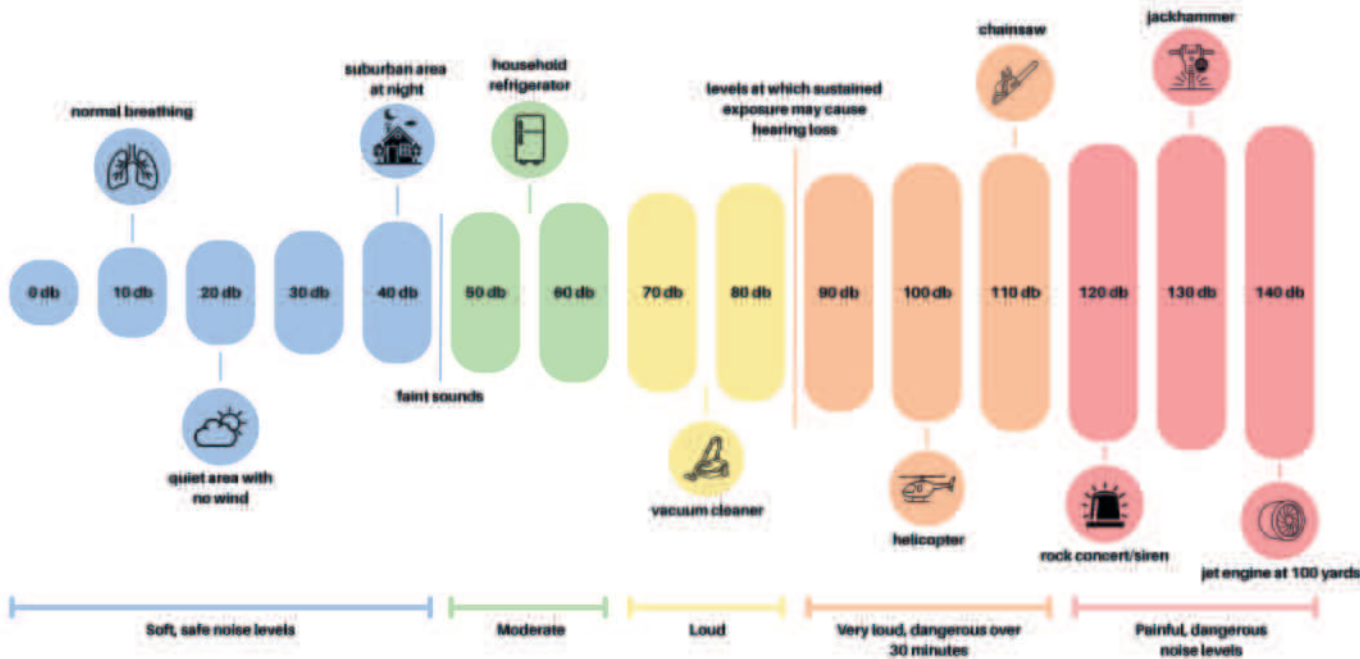 jackhammer
chainsaw
suburban area
at night
household
refrigerator
levels at which sustained
exposure may cause
hearing loss
normal breathing
0 db
10 db
20 db
30 db
40 db
50 db
60 db
70 db
80 db
90 db
100 db
110 db
120 db
130 db
140 db
faint sounds
quiet area with
no wind
vacuum cleaner
helicopter
rock concert/siren
jet engine at 100 yards
Soft, safe noise levels
Moderate
Loud
Very loud, dangerous over
30 minutes
Painful, dangerous
noise levels